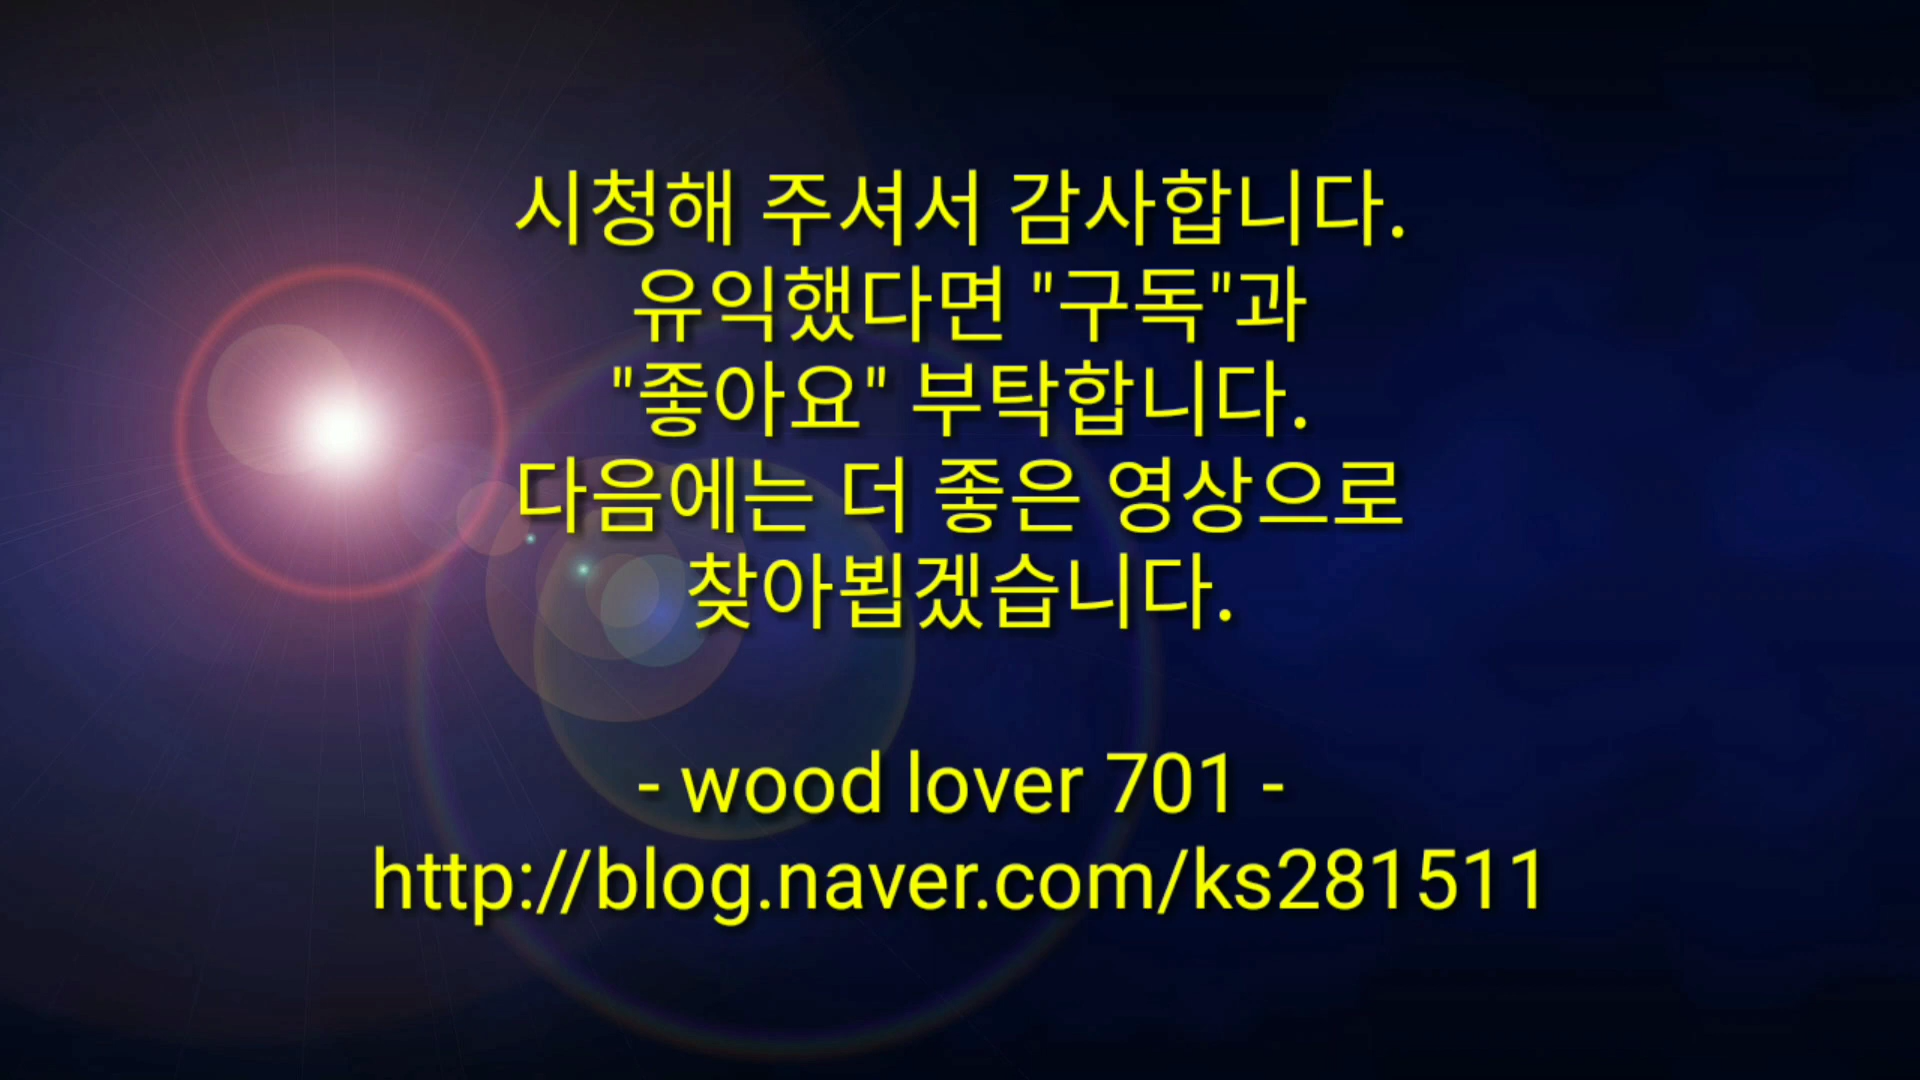 시청해 주셔서 감사합니다.
유익했다면 "구독"과
"좋아요" 부탁합니다.
다음에는 더 좋은 영상으로
찾아뵙겠습니다.
- wood lover 701 -
http://blog.naver.com/ks281511